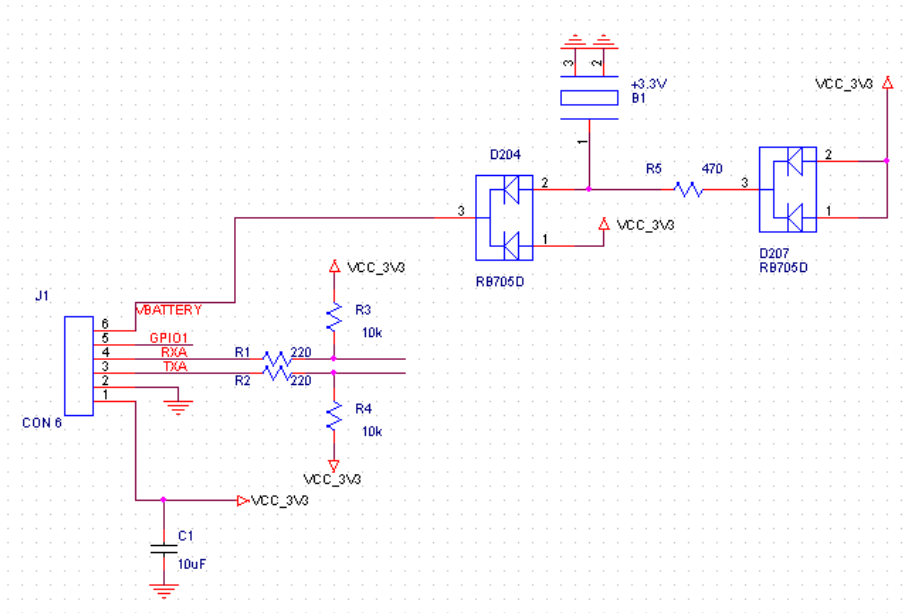 3
2
+3.3V
B1
1
VCC_3V3
D204
R5
470
2
3
2
3
VCC_3V3
1
1
D207
RB705D
RB705D
VCC_3V3
J1
R3
10k
VBATTERY
6
5
GPIO1
4
RXA
R1
220
3
TXA
R2
220
2
1
R4
10k
CON 6
VCC_3V3
VCC_3V3
C1
10uF